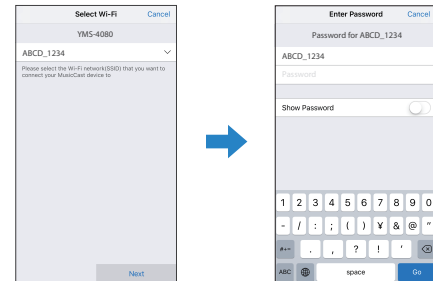 Select Wi-Fi Cancel
YMS-4080
ABCD_1234
Please select the Wi-Fi network(SSID) that you want to
connect your MusicCast device to
Next
Enter Password Cancel
Password for ABCD_1234
ABCD_1234
Password
Show Password
1 2 3 4 5 6 7 8 9 0
- / : ; ( ) ¥ & @ "
#+= . , ? ! '
ABC space Go